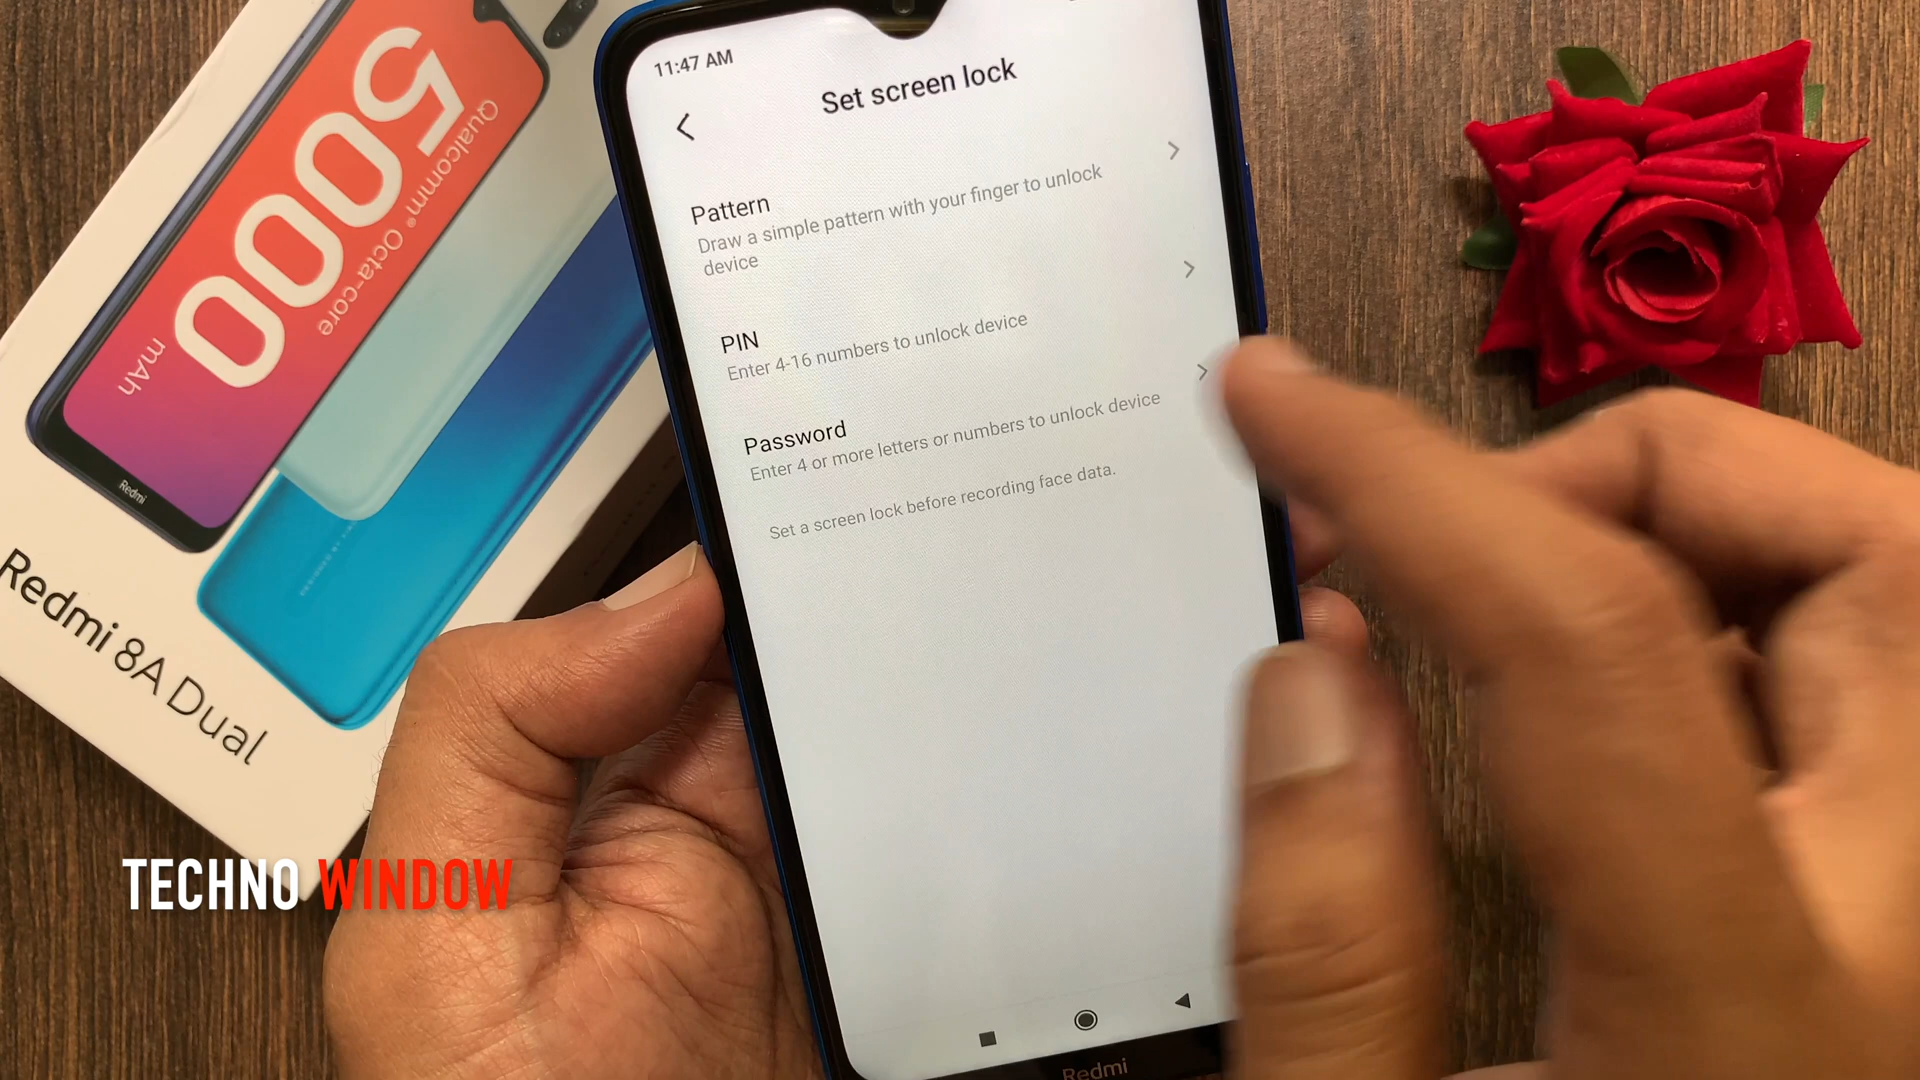 5000
mAh
Qualcomm® Octa-core
Redmi
Redmi 8A Dual
11:47 AM
Set screen lock
Pattern
Draw a simple pattern with your finger to unlock
device
PIN
Enter 4-16 numbers to unlock device
Password
Enter 4 or more letters or numbers to unlock device
Set a screen lock before recording face data.
Redmi
TECHNO WINDOW